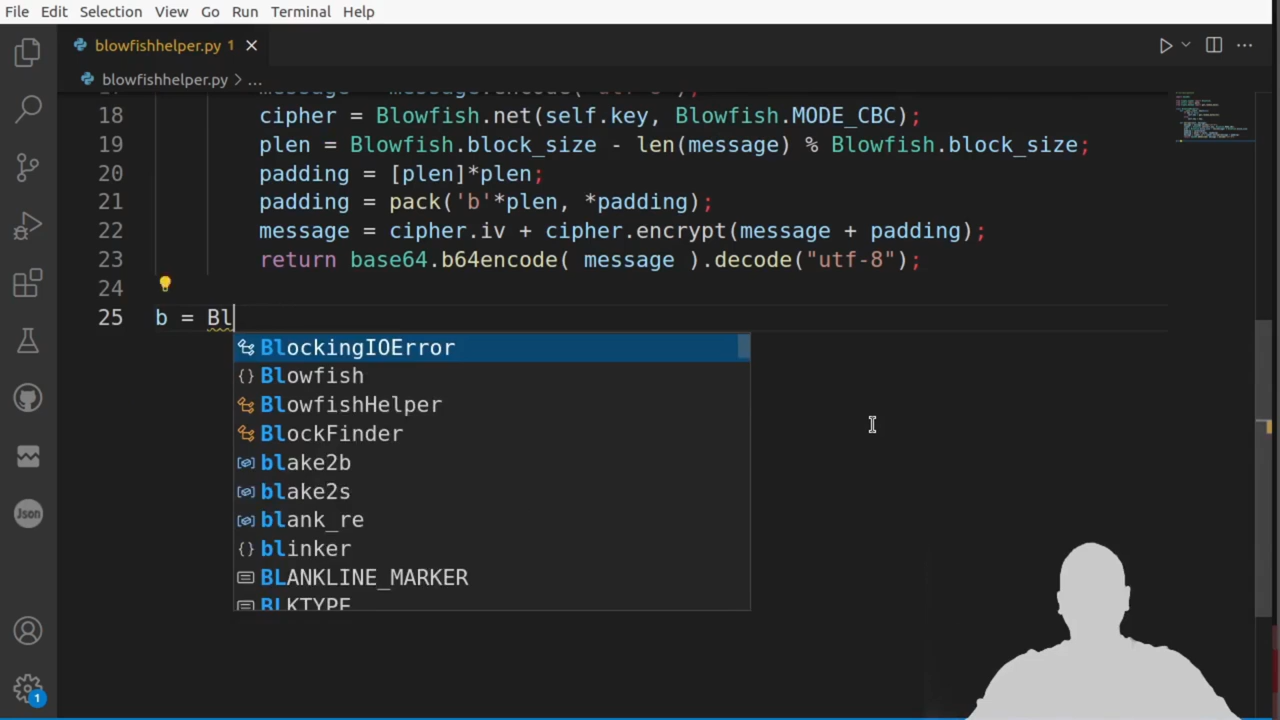 File Edit Selection View Go Run Terminal Help
blowfishhelper.py 1
blowfishhelper.py > ...
18 cipher = Blowfish.net(self.key, Blowfish.MODE_CBC);
19 plen = Blowfish.block_size - len(message) % Blowfish.block_size;
20 padding = [plen]*plen;
21 padding = pack('b'*plen, *padding);
22 message = cipher.iv + cipher.encrypt(message + padding);
23 return base64.b64encode( message ).decode("utf-8");
24
25 b = Bl
BlockingIOError
Blowfish
BlowfishHelper
BlockFinder
blake2b
blake2s
blank_re
blinker
BLANKLINE_MARKER
BLKTYPE
Json
1